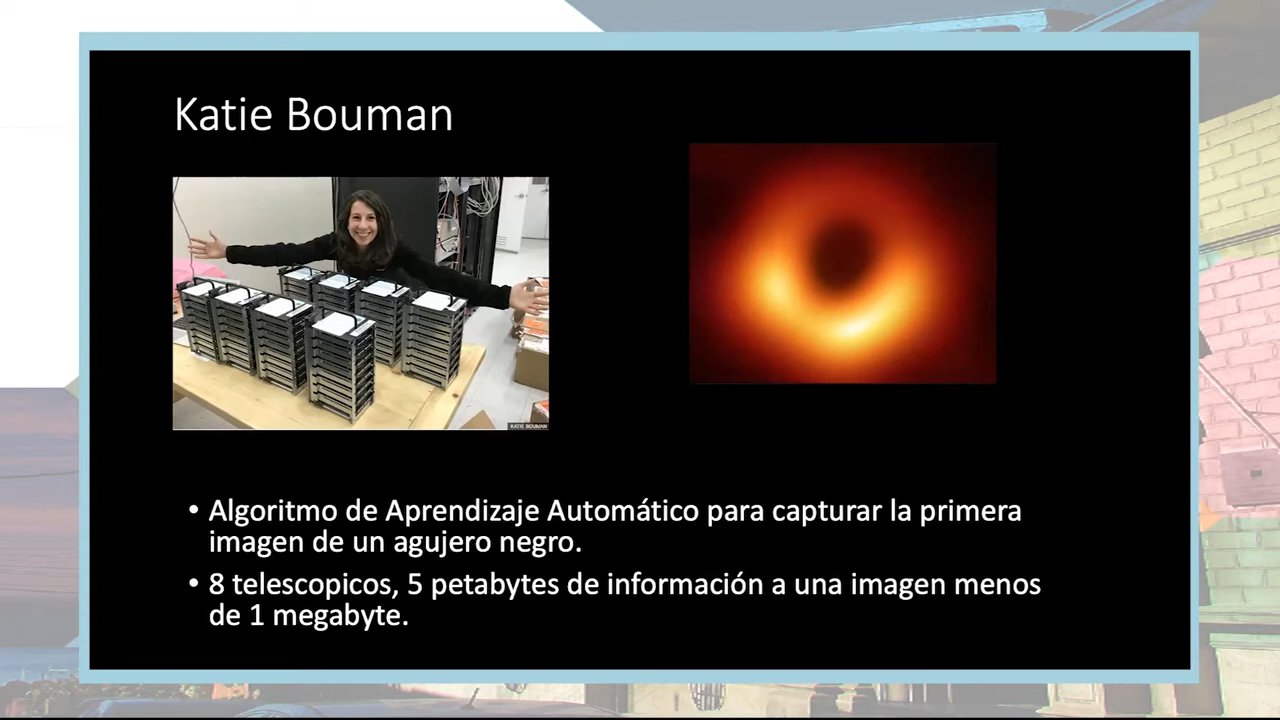 Katie Bouman
KATIE BOUMAN
• Algoritmo de Aprendizaje Automático para capturar la primera
imagen de un agujero negro.
• 8 telescopicos, 5 petabytes de información a una imagen menos
de 1 megabyte.